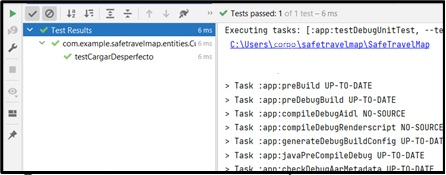 Tests passed: 1 of 1 test – 6 ms
Test Results 6 ms
com.example.safetravelmap.entities.Cu 6 ms
testCargarDesperfecto 6 ms
Executing tasks: [:app:testDebugUnitTest, --te
C:\Users\carpo\safetravelmap\SafeTravelMap
> Task :app:preBuild UP-TO-DATE
> Task :app:preDebugBuild UP-TO-DATE
> Task :app:compileDebugAidl NO-SOURCE
> Task :app:compileDebugRenderscript NO-SOURCE
> Task :app:generateDebugBuildConfig UP-TO-DATE
> Task :app:javaPreCompileDebug UP-TO-DATE
> Task :app:checkDebugAarMetadata UP-TO-DATE